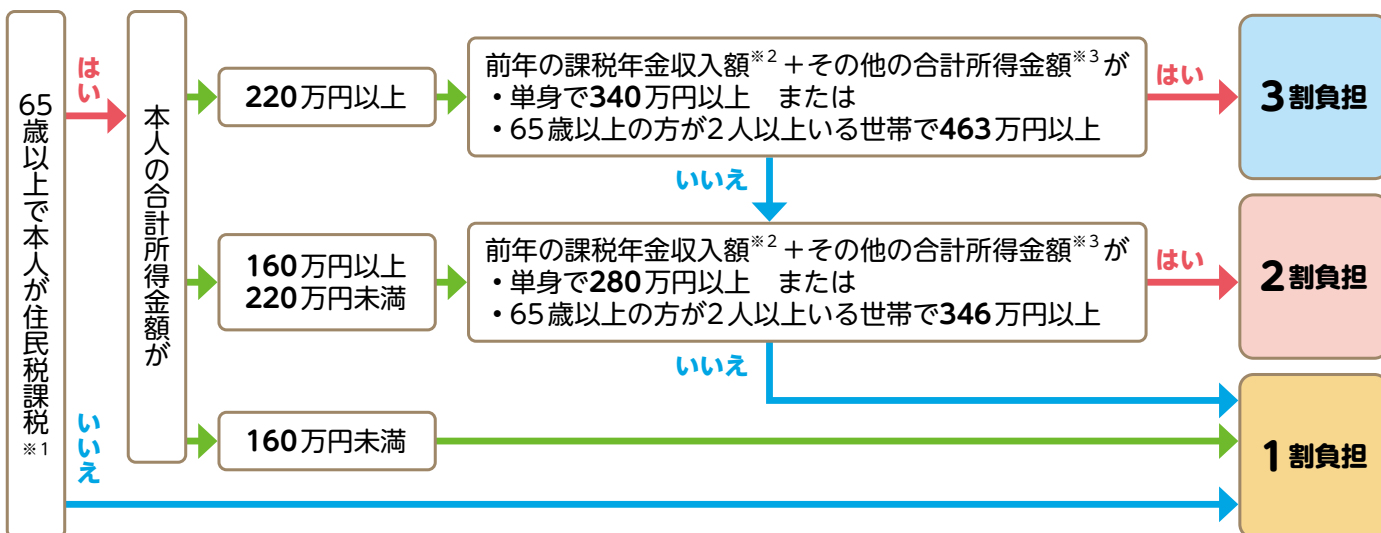 65歳以上で本人が住民税課税※1
はい
いいえ
本人の合計所得金額が
220万円以上
前年の課税年金収入額※2＋その他の合計所得金額※3が
・単身で340万円以上　または
・65歳以上の方が2人以上いる世帯で463万円以上
はい
3割負担
いいえ
160万円以上
220万円未満
前年の課税年金収入額※2＋その他の合計所得金額※3が
・単身で280万円以上　または
・65歳以上の方が2人以上いる世帯で346万円以上
はい
2割負担
いいえ
160万円未満
1割負担